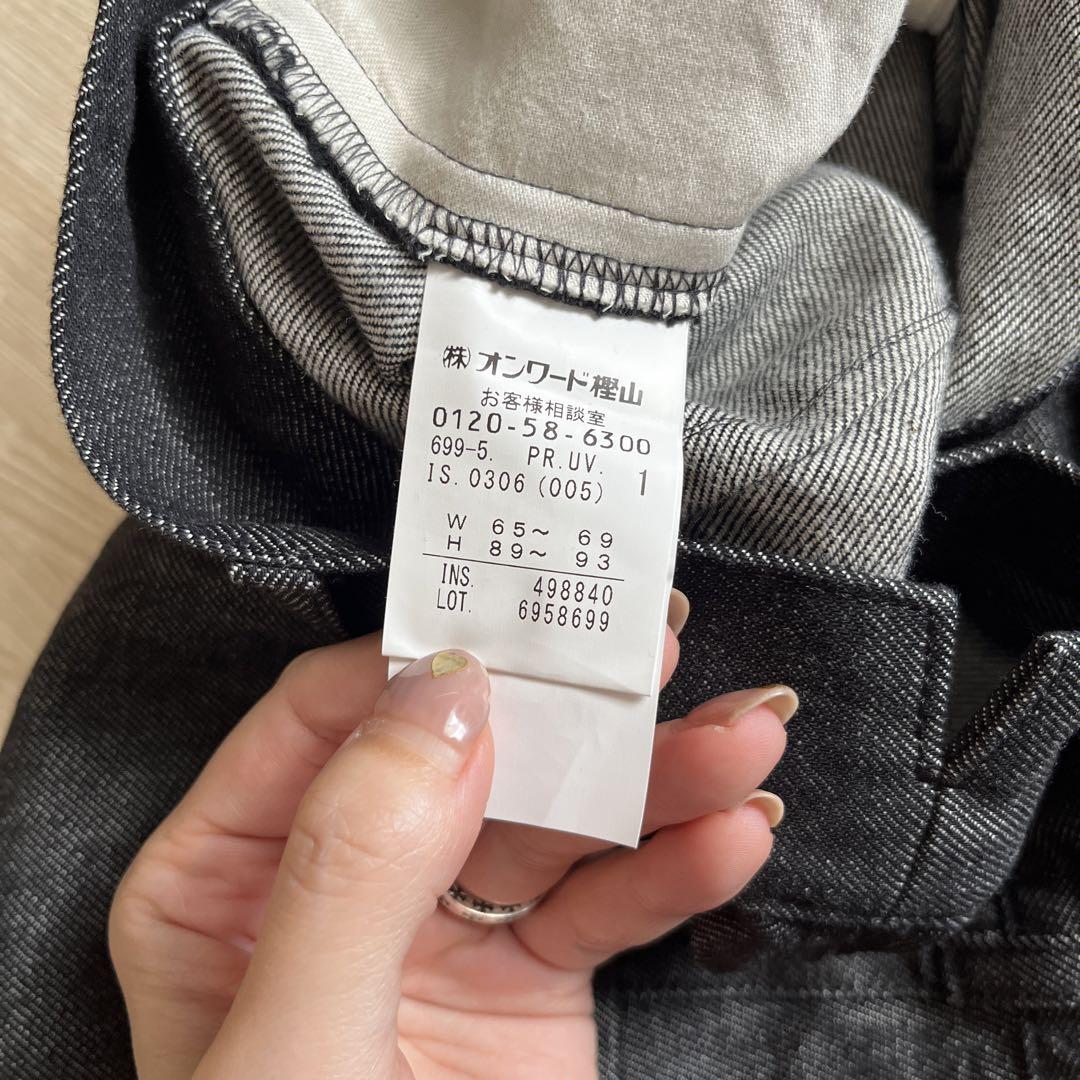 (株)オンワード樫山
お客様相談室
0120-58-6300
699-5. PR.UV. 1
IS.0306 (005)
W 65~ 69
H 89~ 93
INS. 498840
LOT. 6958699